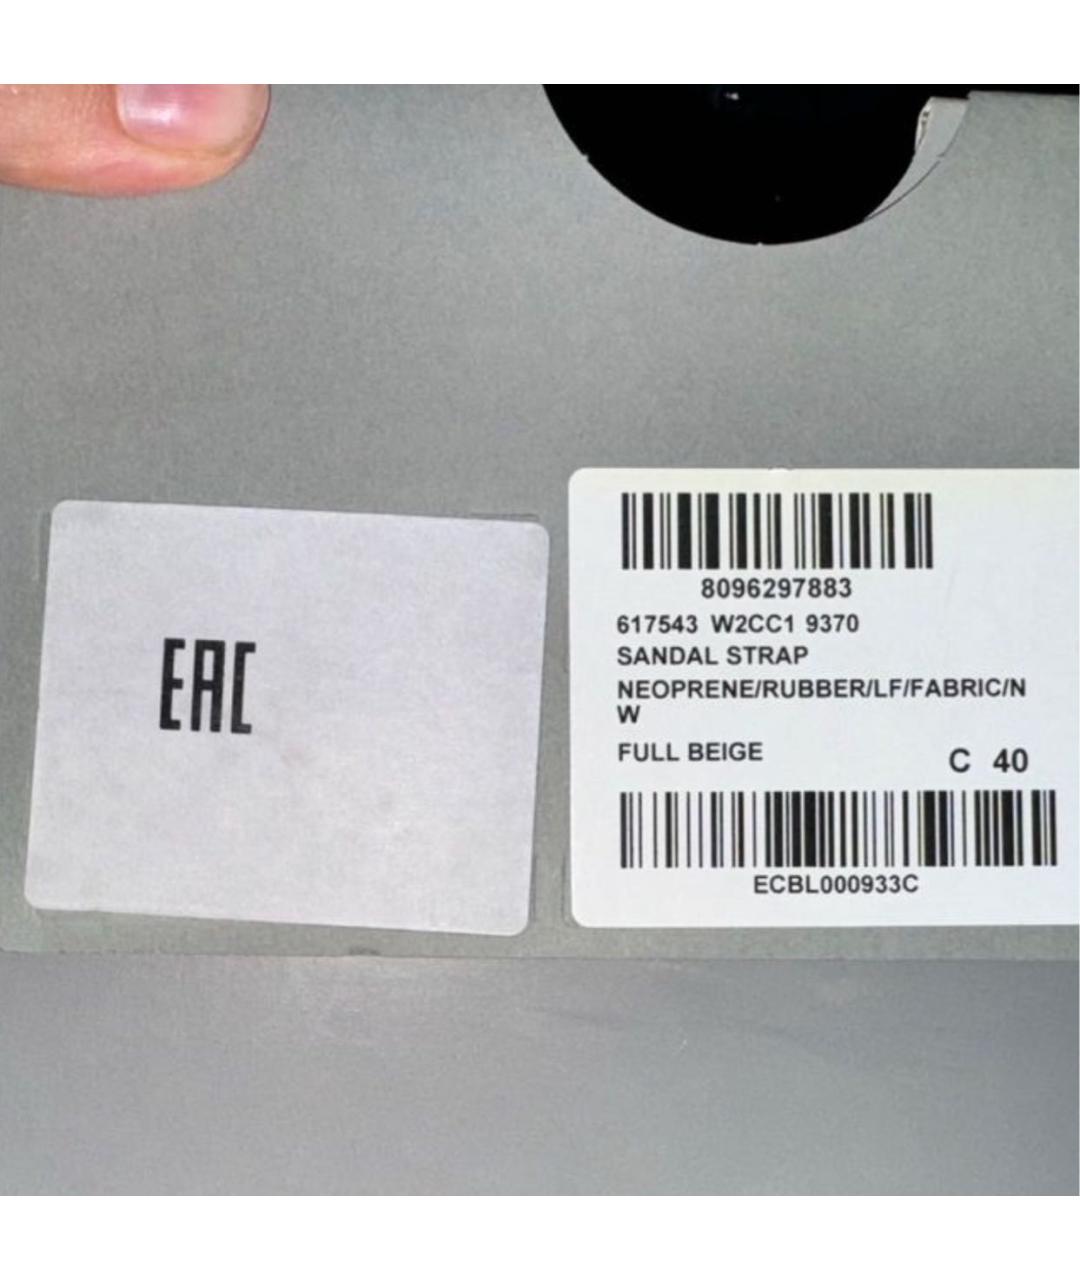 EAC
8096297883
617543 W2CC1 9370
SANDAL STRAP
NEOPRENE/RUBBER/LF/FABRIC/N
W
FULL BEIGE
C 40
ECBL000933C